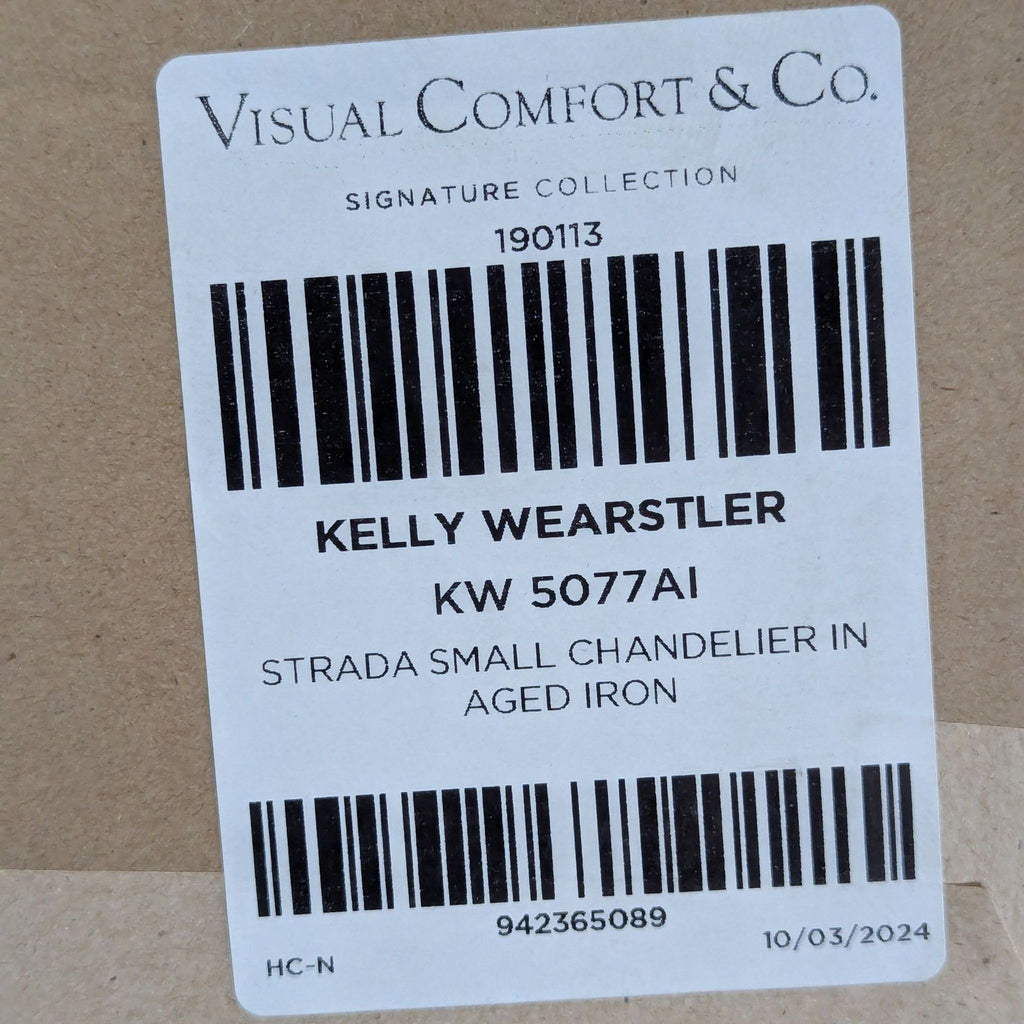 VISUAL COMFORT & CO.
SIGNATURE COLLECTION
190113
KELLY WEARSTLER
KW 5077AI
STRADA SMALL CHANDELIER IN
AGED IRON
942365089
HC-N
10/03/2024